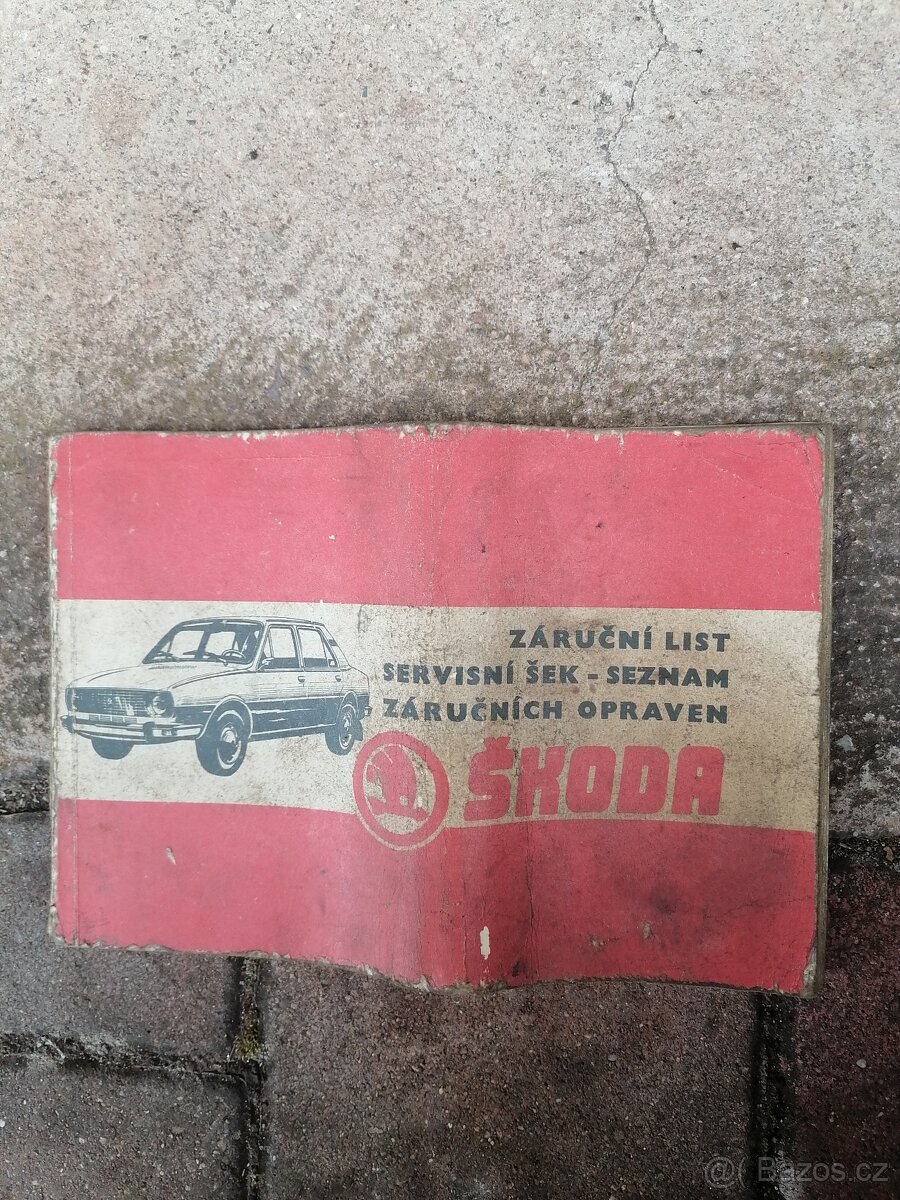 ZÁRUČNÍ LIST
SERVISNÍ ŠEK - SEZNAM
ZÁRUČNÍCH OPRAVEN
ŠKODA
@( Bazos.cz